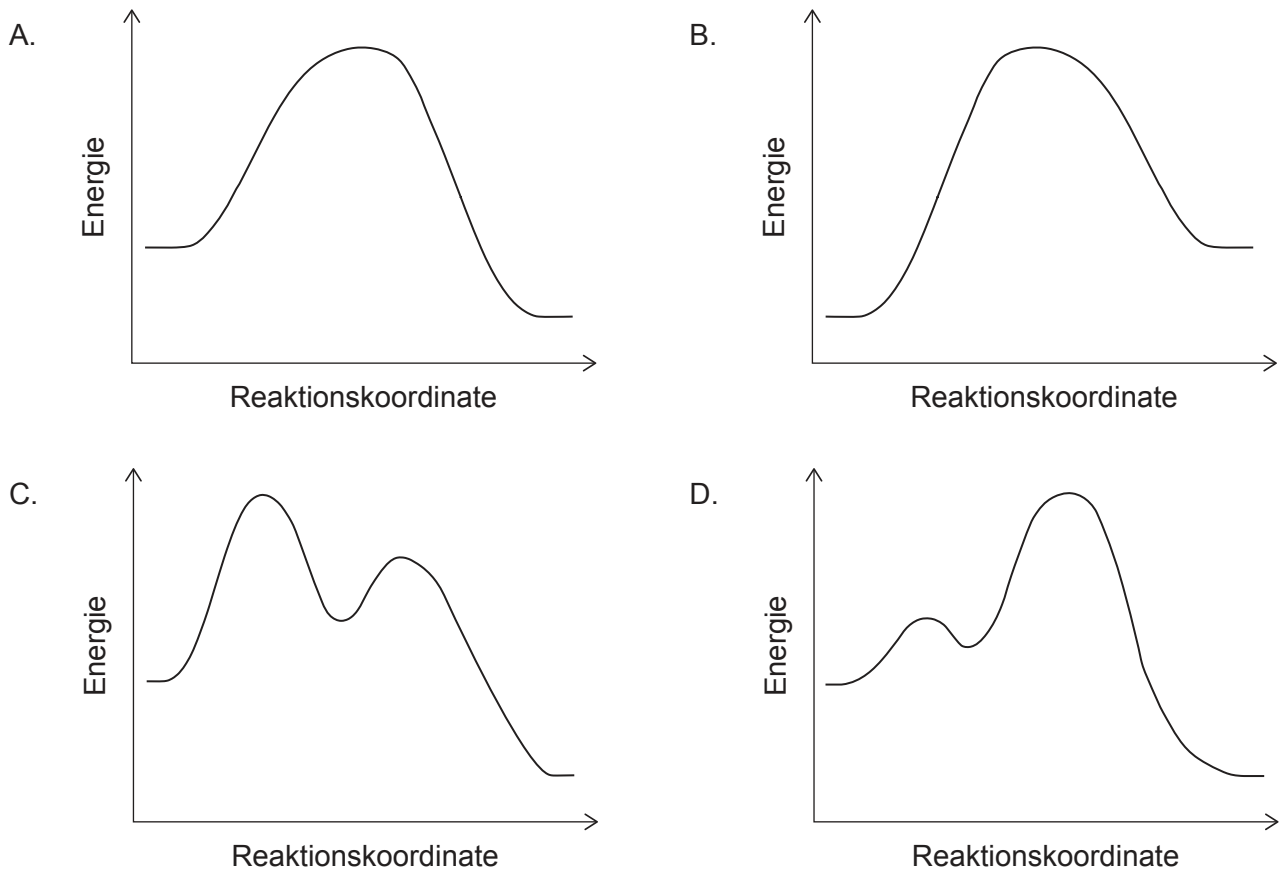 A.
Energie
Reaktionskoordinate
B.
Energie
Reaktionskoordinate
C.
Energie
Reaktionskoordinate
D.
Energie
Reaktionskoordinate